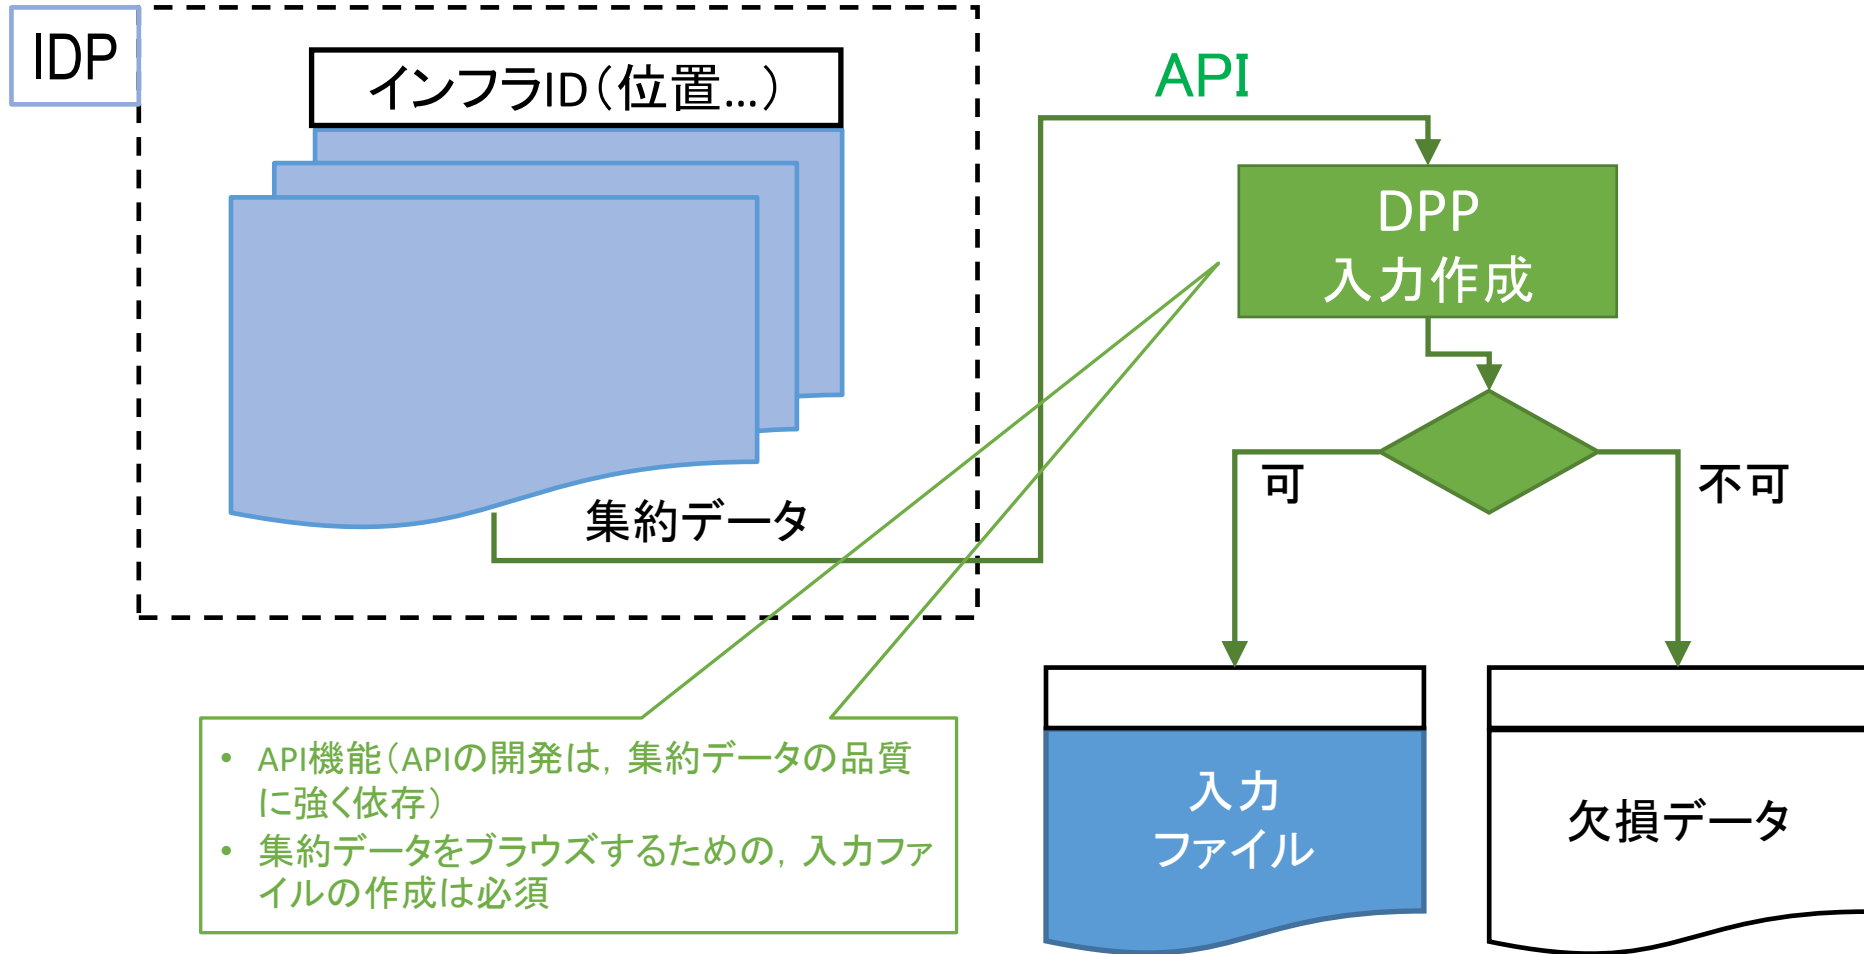 IDP
インフラID(位置...)
API
DPP
入力作成
可
不可
集約データ
• API機能(APIの開発は, 集約データの品質
に強く依存)
• 集約データをブラウズするための, 入力ファ
イルの作成は必須
入力
ファイル
欠損データ